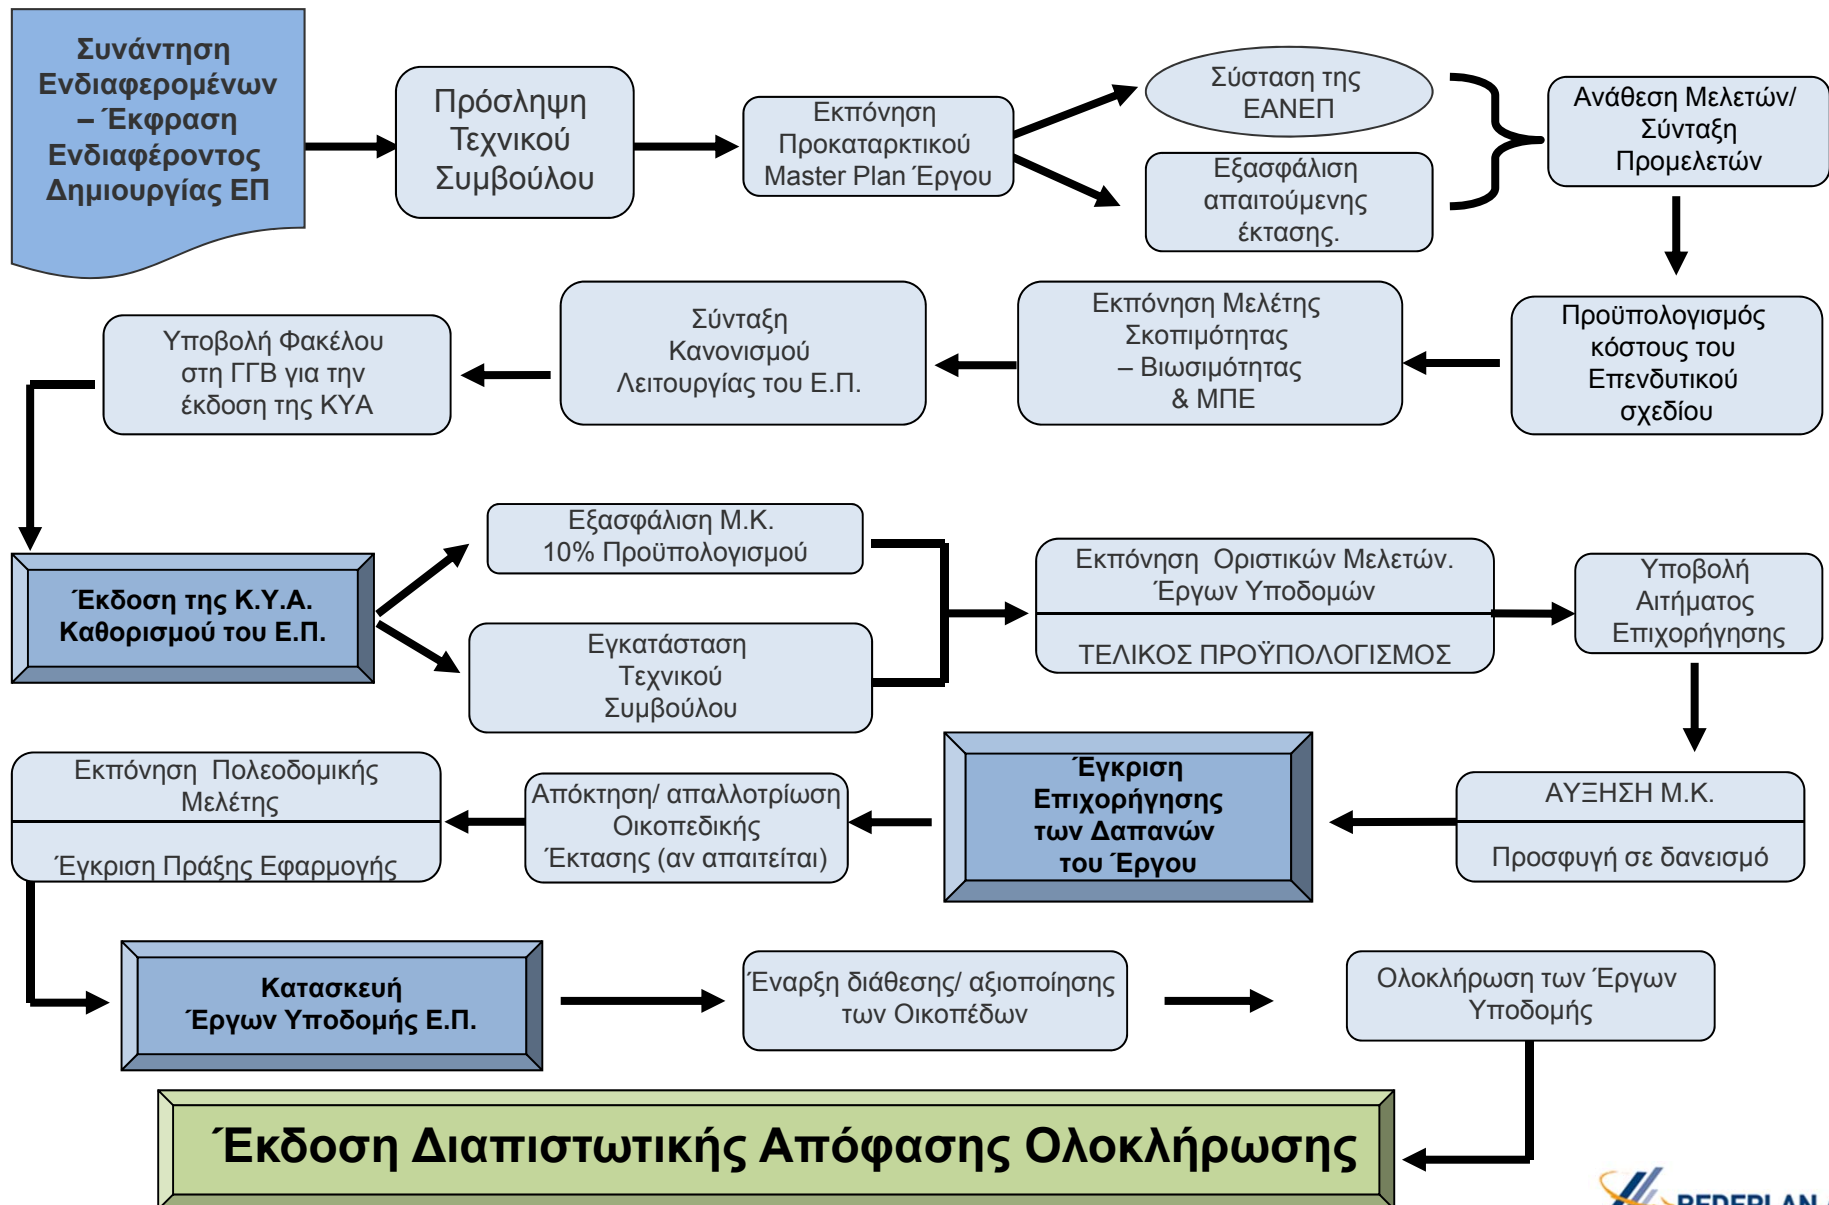 Συνάντηση
Ενδιαφερομένων
– Έκφραση
Ενδιαφέροντος
Δημιουργίας ΕΠ
Πρόσληψη
Τεχνικού
Συμβούλου
Εκπόνηση
Προκαταρκτικού
Master Plan Έργου
Σύσταση της
ΕΑΝΕΠ
Εξασφάλιση
απαιτούμενης
έκτασης.
Ανάθεση Μελετών/
Σύνταξη
Προμελετών
Υποβολή Φακέλου
στη ΓΓΒ για την
έκδοση της ΚΥΑ
Σύνταξη
Κανονισμού
Λειτουργίας του Ε.Π.
Εκπόνηση Μελέτης
Σκοπιμότητας
– Βιωσιμότητας
& ΜΠΕ
Προϋπολογισμός
κόστους του
Επενδυτικού
σχεδίου
Έκδοση της Κ.Υ.Α.
Καθορισμού του Ε.Π.
Εξασφάλιση Μ.Κ.
10% Προϋπολογισμού
Εγκατάσταση
Τεχνικού
Συμβούλου
Εκπόνηση Οριστικών Μελετών.
Έργων Υποδομών
ΤΕΛΙΚΟΣ ΠΡΟΫΠΟΛΟΓΙΣΜΟΣ
Υποβολή
Αιτήματος
Επιχορήγησης
Εκπόνηση Πολεοδομικής
Μελέτης
Έγκριση Πράξης Εφαρμογής
Απόκτηση/ απαλλοτρίωση
Οικοπεδικής
Έκτασης (αν απαιτείται)
Έγκριση
Επιχορήγησης
των Δαπανών
του Έργου
ΑΥΞΗΣΗ Μ.Κ.
Προσφυγή σε δανεισμό
Κατασκευή
Έργων Υποδομής Ε.Π.
Έναρξη διάθεσης/ αξιοποίησης
των Οικοπέδων
Ολοκλήρωση των Έργων
Υποδομής
Έκδοση Διαπιστωτικής Απόφασης Ολοκλήρωσης